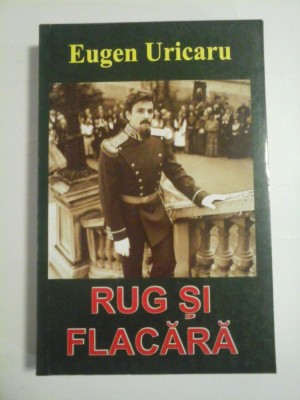 Eugen Uricaru
RUG ȘI
FLACĂRĂ